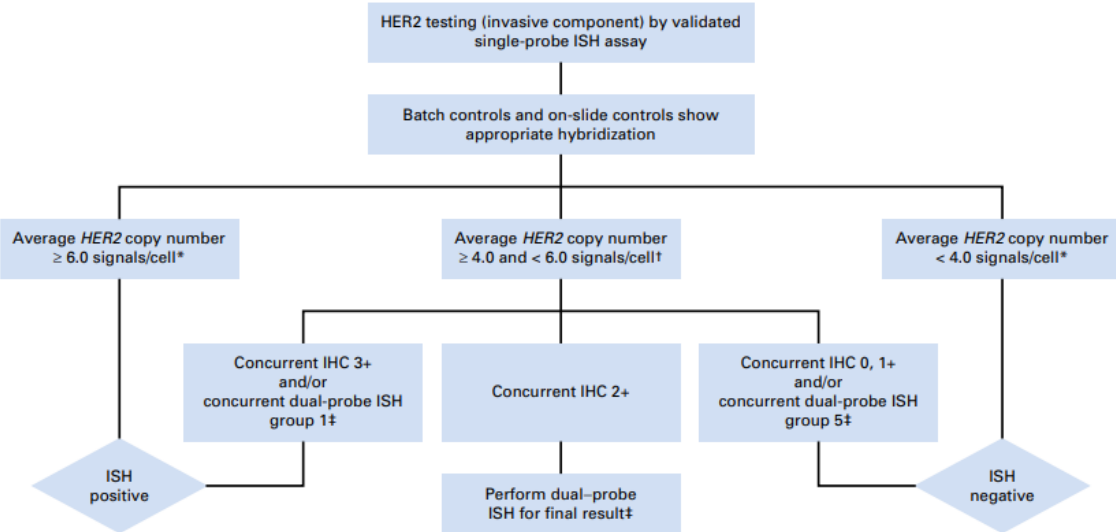 HER2 testing (invasive component) by validated
single-probe ISH assay
Batch controls and on-slide controls show
appropriate hybridization
Average HER2 copy number
≥ 6.0 signals/cell*
Average HER2 copy number
≥ 4.0 and < 6.0 signals/cell†
Average HER2 copy number
< 4.0 signals/cell*
Concurrent IHC 3+
and/or
concurrent dual-probe ISH
group 1‡
Concurrent IHC 2+
Concurrent IHC 0, 1+
and/or
concurrent dual-probe ISH
group 5‡
ISH
positive
Perform dual–probe
ISH for final result‡
ISH
negative